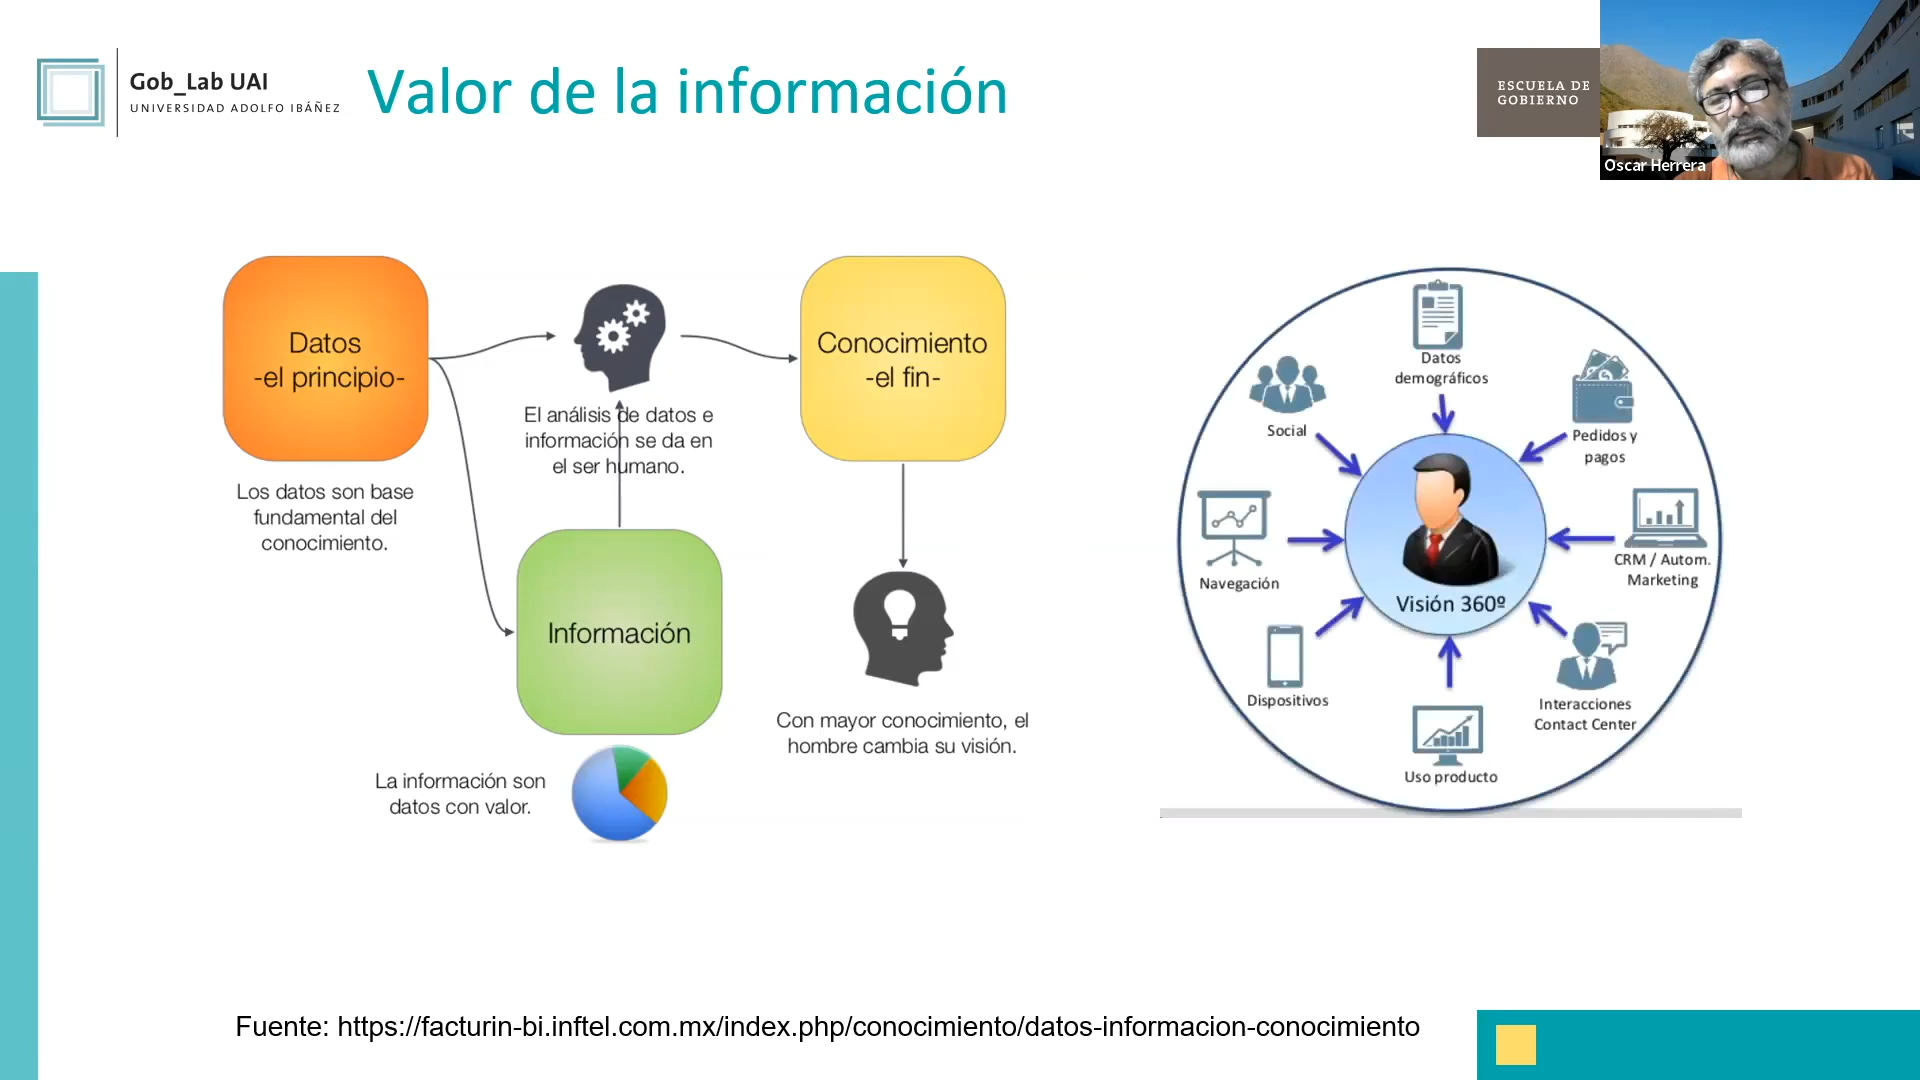 Gob_Lab UAI
UNIVERSIDAD ADOLFO IBÁÑEZ
Valor de la información
ESCUELA DE
GOBIERNO
Oscar Herrera
Datos
-el principio-
Los datos son base
fundamental del
conocimiento.
El análisis de datos e
información se da en
el ser humano.
Conocimiento
-el fin-
Información
La información son
datos con valor.
Con mayor conocimiento, el
hombre cambia su visión.
Datos
demográficos
Social
Pedidos y
pagos
Navegación
CRM / Autom.
Marketing
Visión 360º
Dispositivos
Interacciones
Contact Center
Uso producto
Fuente: https://facturin-bi.inftel.com.mx/index.php/conocimiento/datos-informacion-conocimiento